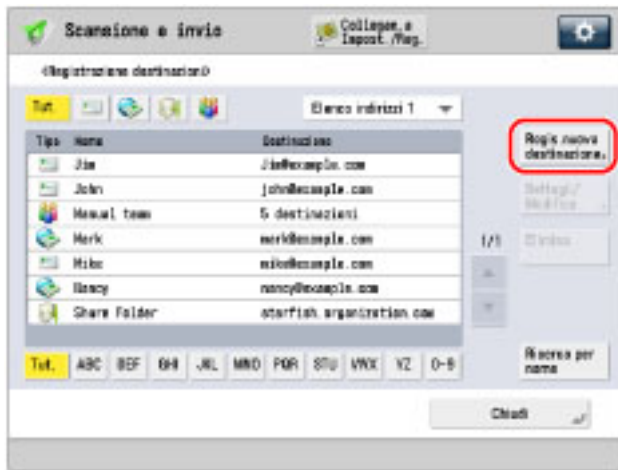 Scansione e invio
Collegam.e
Impost./Reg.
<Registrazione destinazioni>
Tut.
Elenco indirizzi 1
Tipo Nome Destinazione
Jim Jim@example.com
John john@example.com
Manual team 5 destinazioni
Mark mark@example.com
Mike mike@example.com
Nancy nancy@example.com
Share Folder starfish.organization.com
Regis.nuova
destinazione.
Dettagli/
Modifica
Elimina
1/1
Tut. ABC DEF GHI JKL MNO PQR STU VWX YZ 0-9
Ricerca per
nome
Chiudi